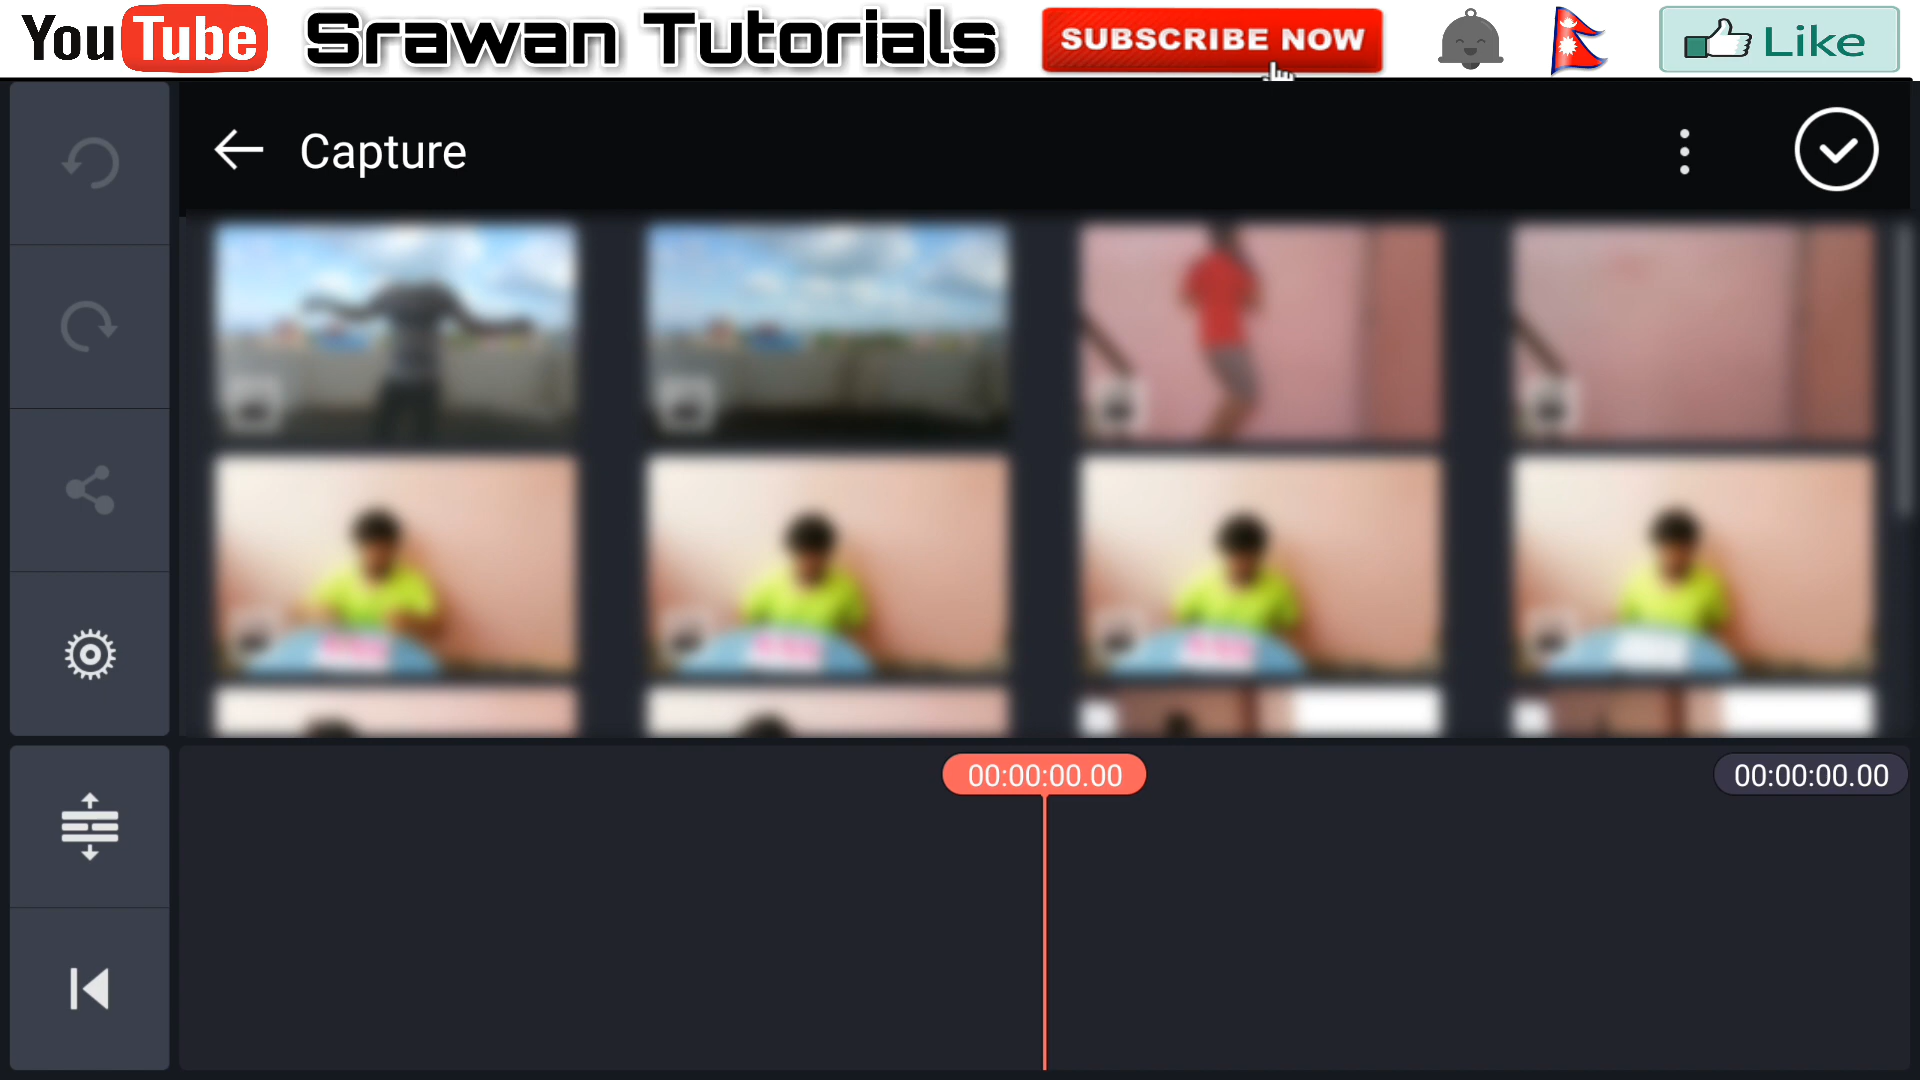 YouTube Srawan Tutorials SUBSCRIBE NOW Like
Capture
00:00:00.00 00:00:00.00